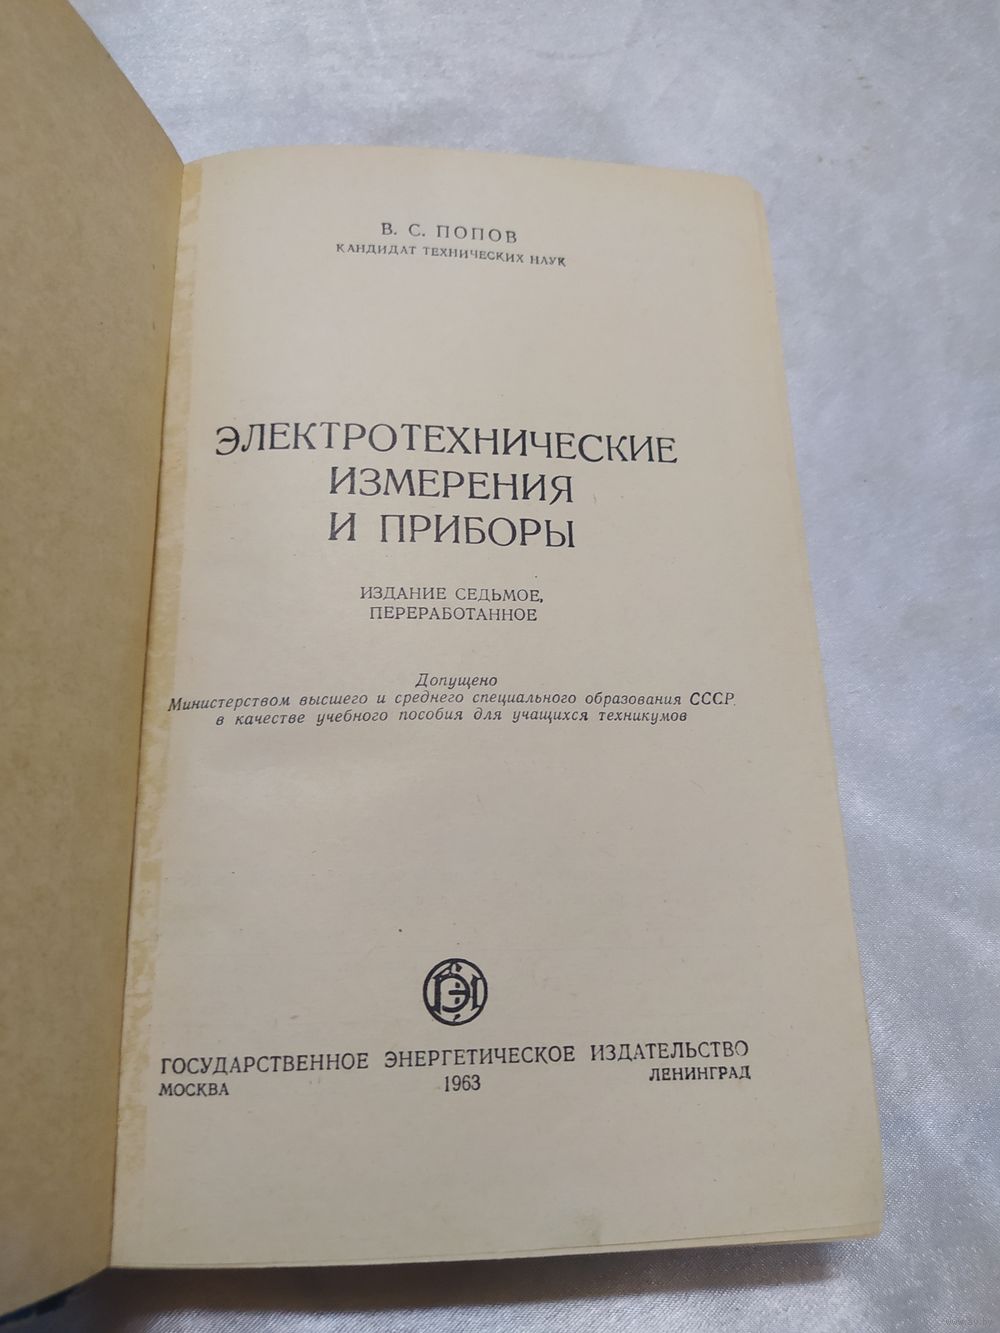 В. С. ПОПОВ
КАНДИДАТ ТЕХНИЧЕСКИХ НАУК
ЭЛЕКТРОТЕХНИЧЕСКИЕ
ИЗМЕРЕНИЯ
И ПРИБОРЫ
ИЗДАНИЕ СЕДЬМОЕ,
ПЕРЕРАБОТАННОЕ
Допущено
Министерством высшего и среднего специального образования СССР
в качестве учебного пособия для учащихся техникумов
ГЭИ
ГОСУДАРСТВЕННОЕ ЭНЕРГЕТИЧЕСКОЕ ИЗДАТЕЛЬСТВО
МОСКВА 1963 ЛЕНИНГРАД